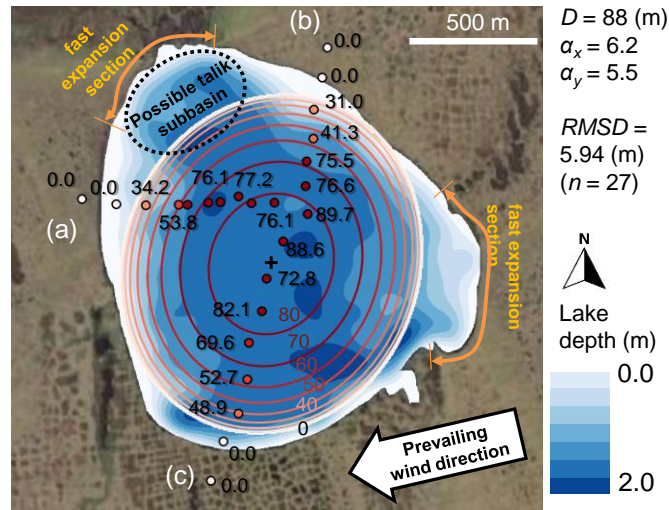 (b)
500 m
D = 88 (m)
αx = 6.2
αy = 5.5
RMSD =
5.94 (m)
(n = 27)
fast
expansion
section
Possible talik
subbasin
0.0
0.0
31.0
41.3
75.5
76.6
89.7
0.0
0.0
34.2
53.8
76.1
77.2
76.1
(a)
88.6
72.8
82.1
69.6
52.7
48.9
80
70
60
50
40
0
0.0
0.0
(c)
fast expansion
section
Prevailing
wind direction
N
Lake
depth (m)
0.0
2.0